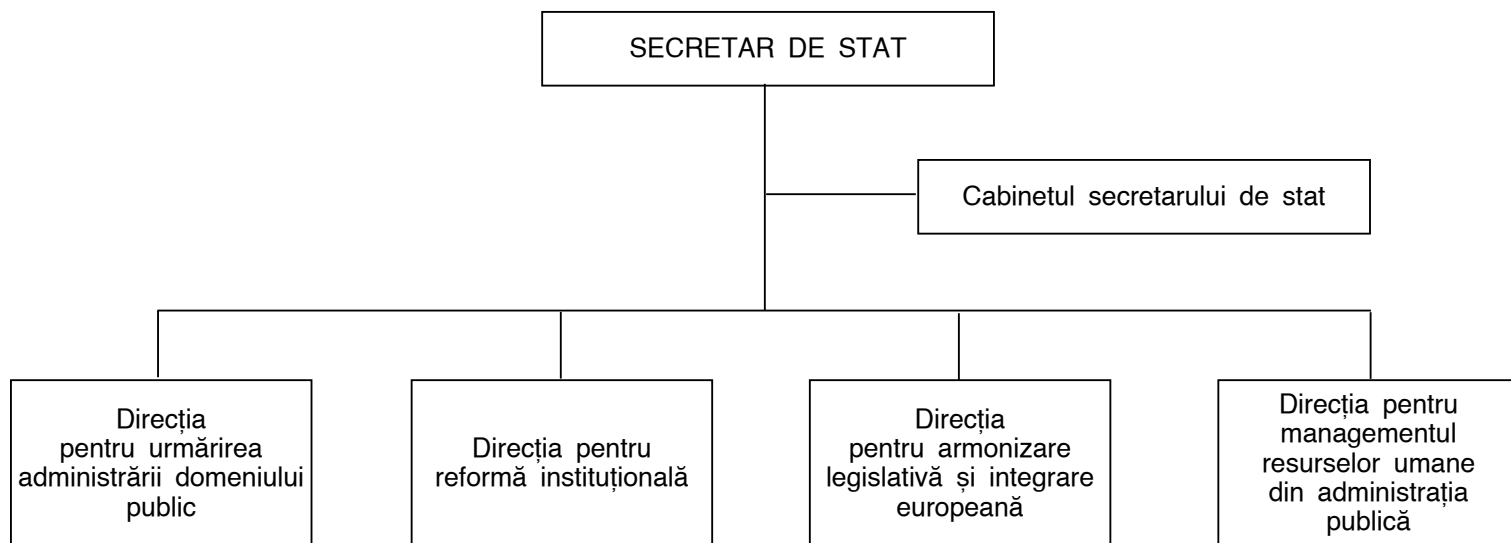 SECRETAR DE STAT
Cabinetul secretarului de stat
Direcția
pentru urmărirea
administrării domeniului
public
Direcția pentru
reformă instituțională
Direcția
pentru armonizare
legislativă și integrare
europeană
Direcția pentru
managementul
resurselor umane
din administrația
publică